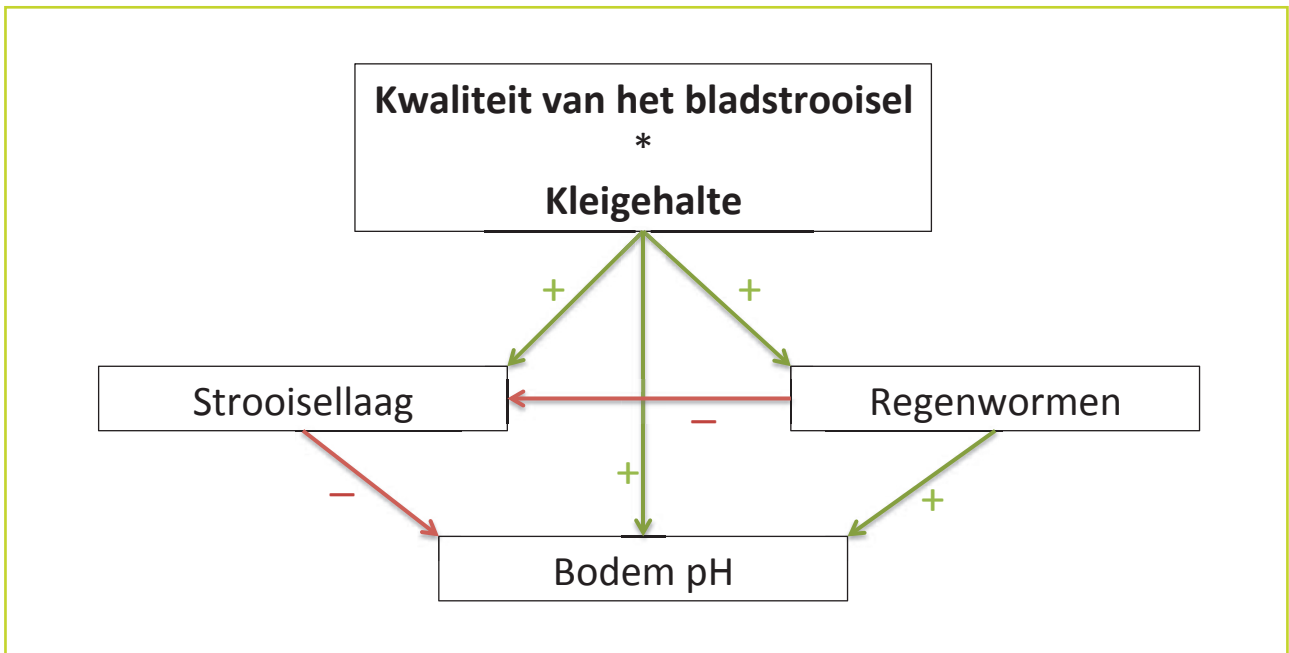 Kwaliteit van het bladstrooisel
*
Kleigehalte
+
+
Strooisellaag
Regenwormen
–
–
+
+
Bodem pH